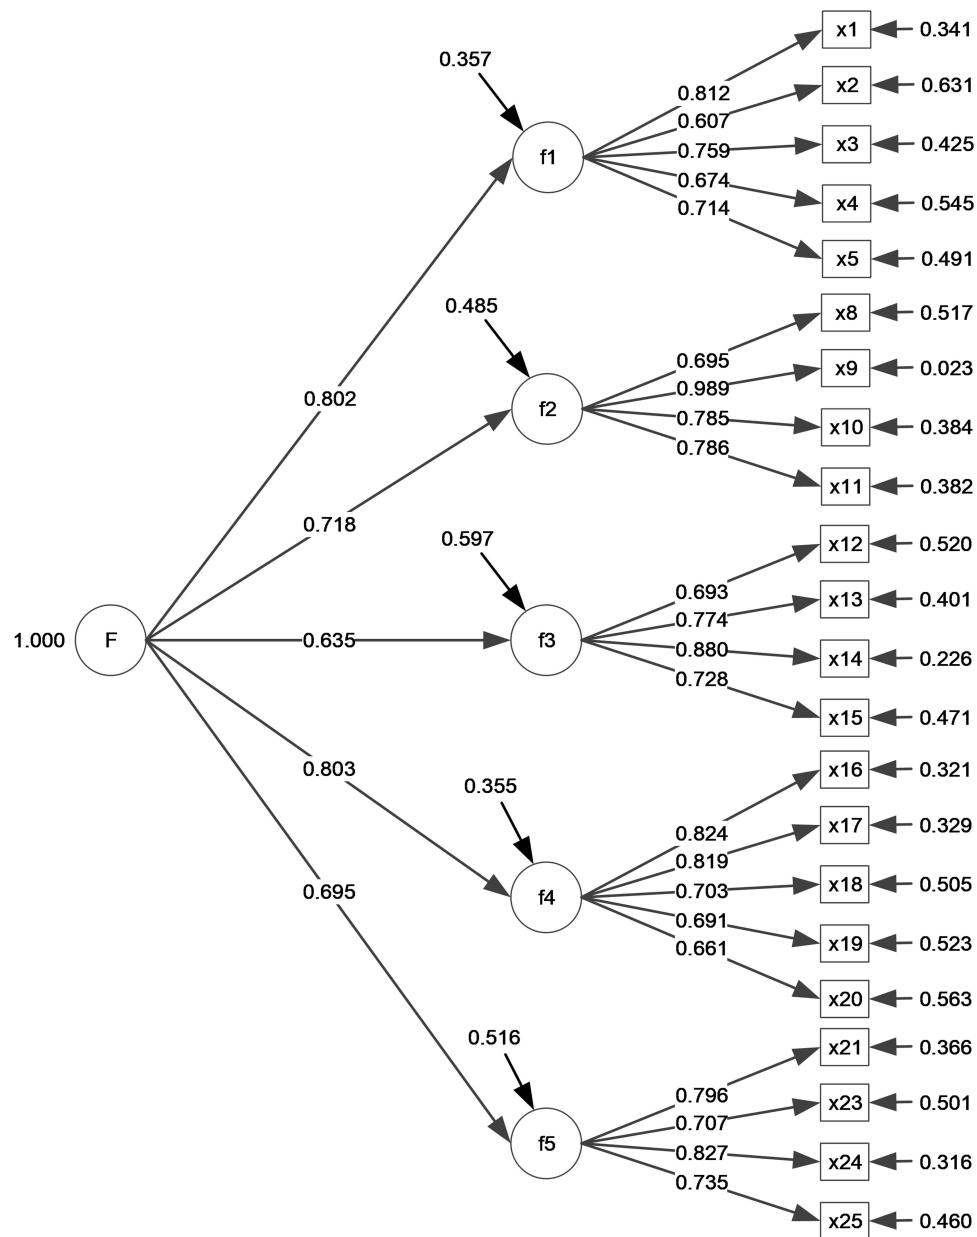 x1 0.341
0.357
0.812
x2 0.631
0.607
f1
0.759
x3 0.425
0.674
x4 0.545
0.714
x5 0.491
0.485
x8 0.517
0.695
x9 0.023
0.989
0.802
f2
0.785
x10 0.384
0.786
x11 0.382
0.718
0.597
x12 0.520
0.693
x13 0.401
0.774
1.000 F 0.635 f3
0.880
x14 0.226
0.728
x15 0.471
0.803
0.355
x16 0.321
0.824
x17 0.329
0.819
0.695
f4
0.703
x18 0.505
0.691
x19 0.523
0.661
x20 0.563
0.516
x21 0.366
0.796
x23 0.501
0.707
f5
0.827
x24 0.316
0.735
x25 0.460